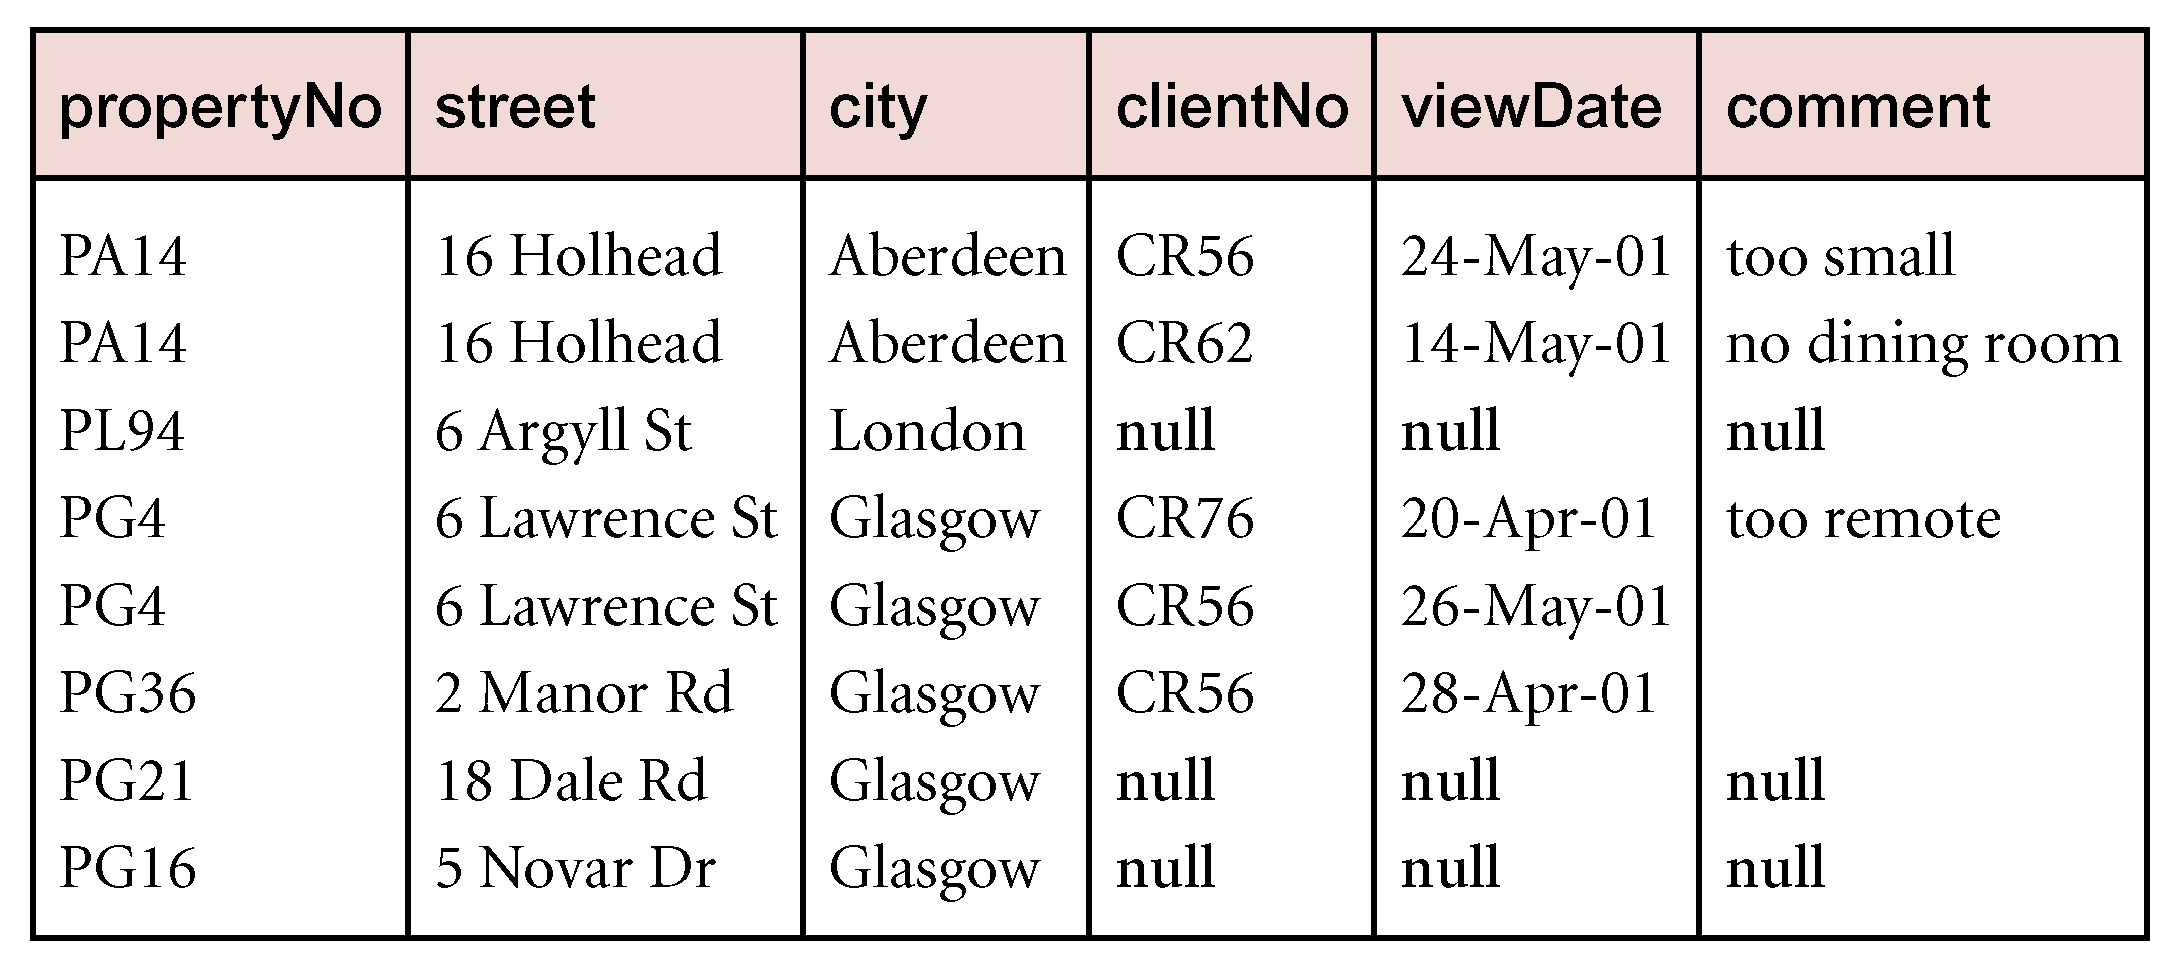 propertyNo street city clientNo viewDate comment
PA14 16 Holhead Aberdeen CR56 24-May-01 too small
PA14 16 Holhead Aberdeen CR62 14-May-01 no dining room
PL94 6 Argyll St London null null null
PG4 6 Lawrence St Glasgow CR76 20-Apr-01 too remote
PG4 6 Lawrence St Glasgow CR56 26-May-01
PG36 2 Manor Rd Glasgow CR56 28-Apr-01
PG21 18 Dale Rd Glasgow null null null
PG16 5 Novar Dr Glasgow null null null